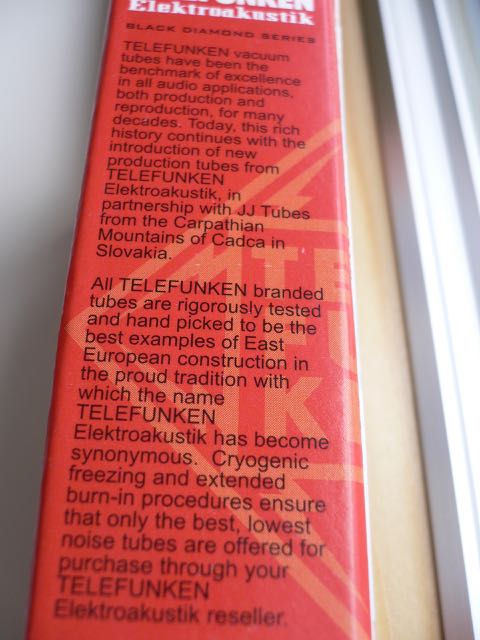 Elektroakustik
BLACK DIAMOND SERIES
TELEFUNKEN vacuum
tubes have been the
benchmark of excellence
in all audio applications,
both production and
reproduction, for many
decades. Today, this rich
history continues with the
introduction of new
production tubes from
TELEFUNKEN
Elektroakustik, in
partnership with JJ Tubes
from the Carpathian
Mountains of Cadca in
Slovakia.
All TELEFUNKEN branded
tubes are rigorously tested
and hand picked to be the
best examples of East
European construction in
the proud tradition with
which the name
TELEFUNKEN
Elektroakustik has become
synonymous. Cryogenic
freezing and extended
burn-in procedures ensure
that only the best, lowest
noise tubes are offered for
purchase through your
TELEFUNKEN
Elektroakustik reseller.